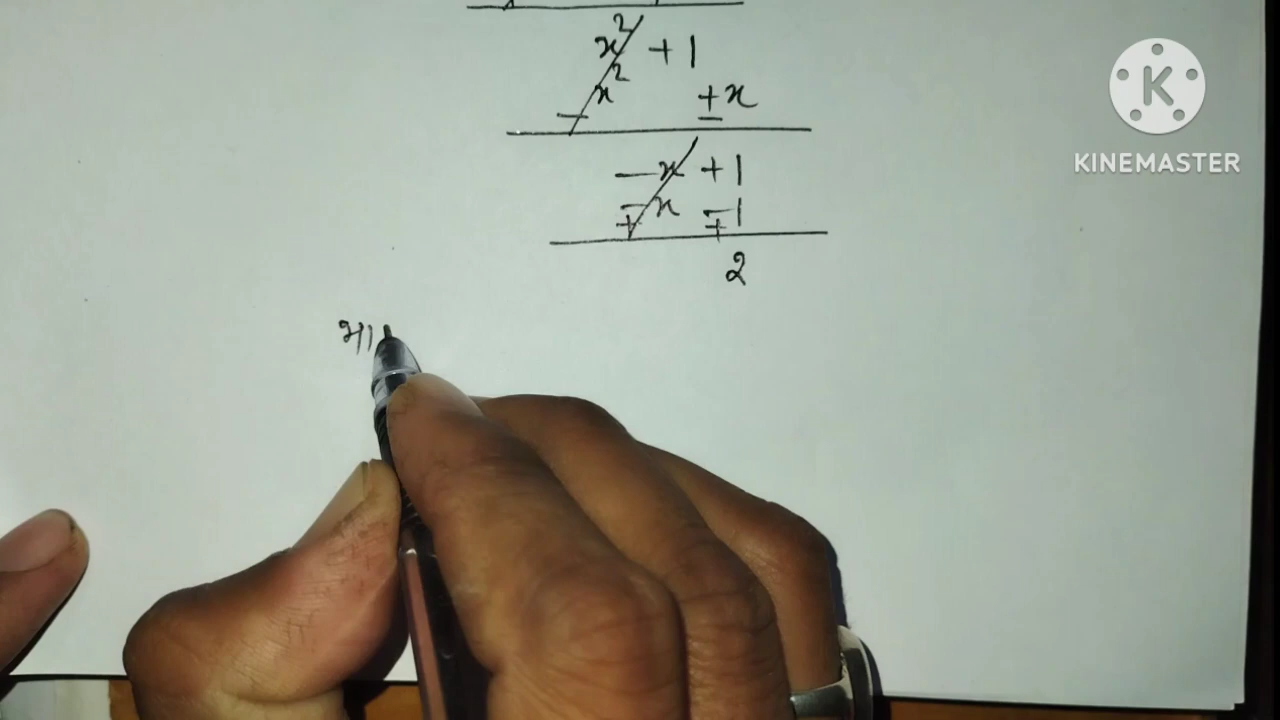 x² + 1
x² + x
−
−
− x + 1
− x − 1
+ +
2
भा
K
KINEMASTER